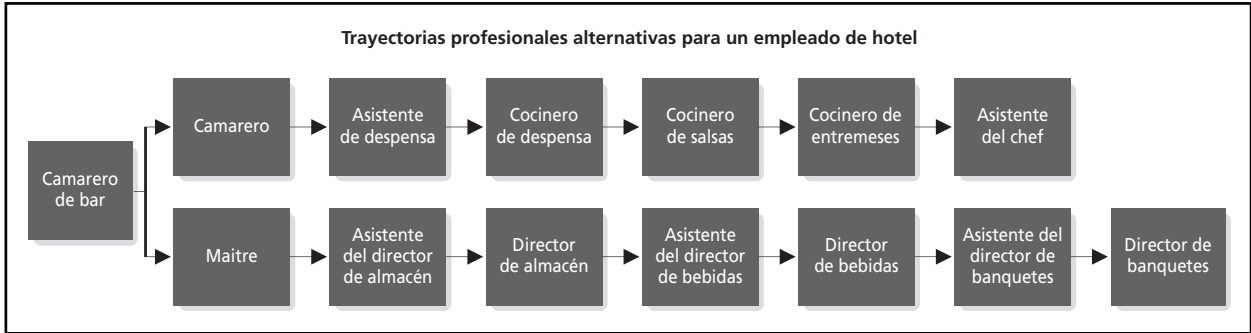 Trayectorias profesionales alternativas para un empleado de hotel
Camarero
de bar
Camarero
Asistente
de despensa
Cocinero
de despensa
Cocinero
de salsas
Cocinero de
entremeses
Asistente
del chef
Maitre
Asistente
del director
de almacén
Director
de almacén
Asistente
del director
de bebidas
Director
de bebidas
Asistente del
director de
banquetes
Director de
banquetes